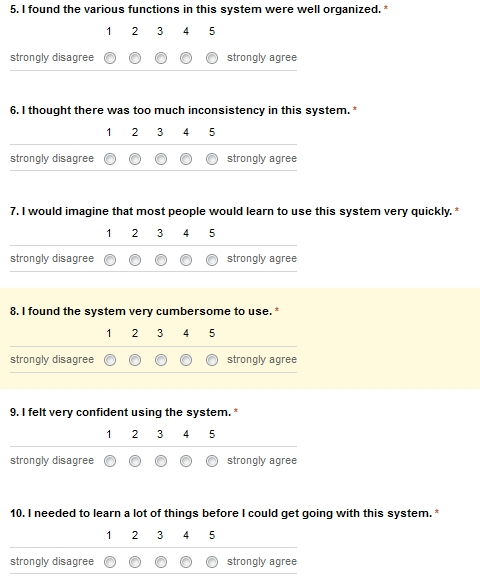 5. I found the various functions in this system were well organized. *
1 2 3 4 5
strongly disagree strongly agree
6. I thought there was too much inconsistency in this system. *
1 2 3 4 5
strongly disagree strongly agree
7. I would imagine that most people would learn to use this system very quickly. *
1 2 3 4 5
strongly disagree strongly agree
8. I found the system very cumbersome to use. *
1 2 3 4 5
strongly disagree strongly agree
9. I felt very confident using the system. *
1 2 3 4 5
strongly disagree strongly agree
10. I needed to learn a lot of things before I could get going with this system. *
1 2 3 4 5
strongly disagree strongly agree